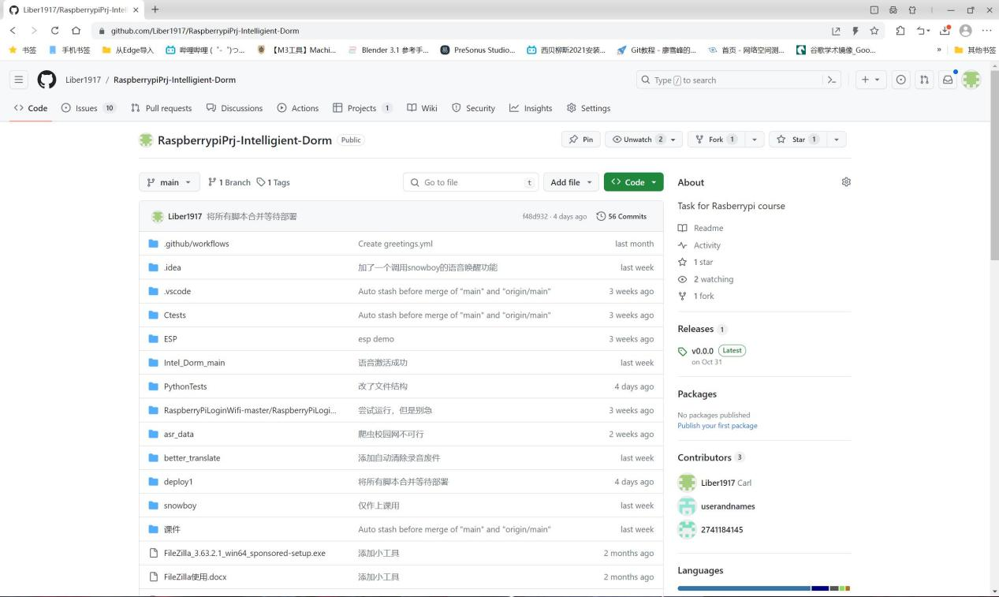 Liber1917/RaspberrypiPrj-Intel
github.com/Liber1917/RaspberrypiPrj-Intelligient-Dorm
书签 手机书签 从Edge导入 哔哩哔哩 (゜-゜)つ... 【M3工具】Machi... Blender 3.1 参考手... PreSonus Studio... 西贝柳斯2021安装... Git教程 - 廖雪峰的... 首页 - 网络空间测... 谷歌学术镜像_Goo... » 其他书签
Liber1917 / RaspberrypiPrj-Intelligient-Dorm Type / to search
Code Issues 10 Pull requests Discussions Actions Projects 1 Wiki Security Insights Settings
RaspberrypiPrj-Intelligient-Dorm Public Pin Unwatch 2 Fork 1 Star 1
main 1 Branch 1 Tags Go to file t Add file Code
Liber1917 将所有脚本合并等待部署 f48d932 · 4 days ago 56 Commits
.github/workflows Create greetings.yml last month
.idea 加了一个调用snowboy的语音唤醒功能 last week
.vscode Auto stash before merge of "main" and "origin/main" 3 weeks ago
Ctests Auto stash before merge of "main" and "origin/main" 3 weeks ago
ESP esp demo 3 weeks ago
Intel_Dorm_main 语音激活成功 last week
PythonTests 改了文件结构 4 days ago
RaspberryPiLoginWifi-master/RaspberryPiLogi... 尝试运行，但是别急 3 weeks ago
asr_data 爬虫校园网不可行 2 weeks ago
better_translate 添加自动清除录音废件 last week
deploy1 将所有脚本合并等待部署 4 days ago
snowboy 仅作上课用 last week
课件 Auto stash before merge of "main" and "origin/main" last week
FileZilla_3.63.2.1_win64_sponsored-setup.exe 添加小工具 2 months ago
FileZilla使用.docx 添加小工具 2 months ago
About
Task for Rasberrypi course
Readme
Activity
1 star
2 watching
1 fork
Releases 1
v0.0.0 Latest
on Oct 31
Packages
No packages published
Publish your first package
Contributors 3
Liber1917 Carl
userandnames
2741184145
Languages